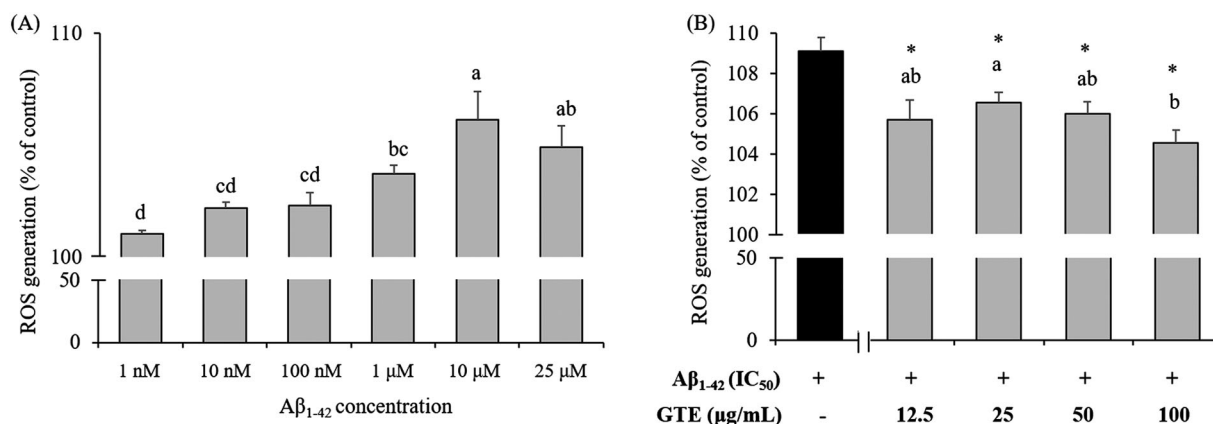 (A)
ROS generation (% of control)
110
100
50
0
d
cd
cd
bc
a
ab
1 nM
10 nM
100 nM
1 μM
10 μM
25 μM
Aβ1-42 concentration
(B)
ROS generation (% of control)
110
108
106
104
102
100
50
0
*
ab
*
a
*
ab
*
b
Aβ1-42 (IC50) + + + + +
GTE (μg/mL) - 12.5 25 50 100